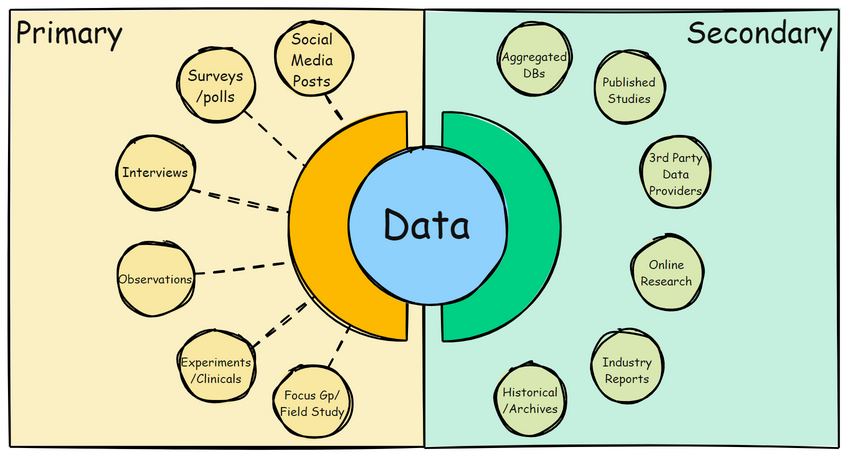 Primary
Secondary
Social
Media
Posts
Surveys
/polls
Interviews
Observations
Experiments
/Clinicals
Focus Gp/
Field Study
Data
Aggregated
DBs
Published
Studies
3rd Party
Data
Providers
Online
Research
Industry
Reports
Historical
/Archives